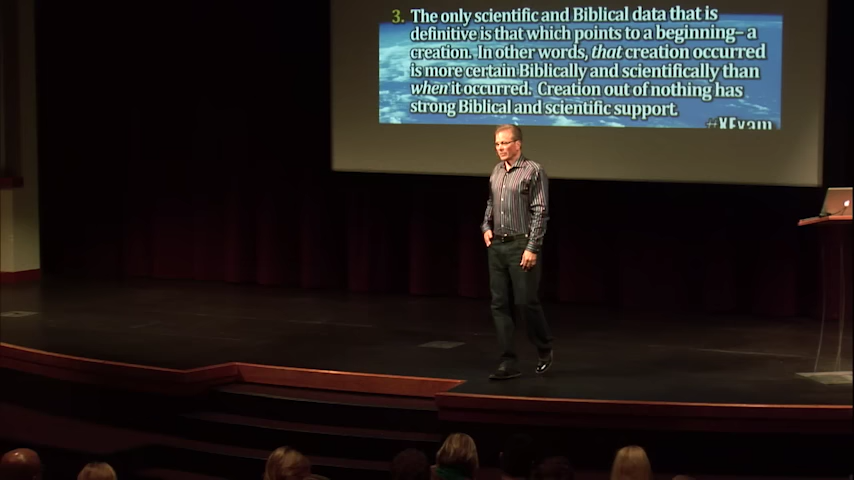 3. The only scientific and Biblical data that is
definitive is that which points to a beginning– a
creation. In other words, that creation occurred
is more certain Biblically and scientifically than
when it occurred. Creation out of nothing has
strong Biblical and scientific support.
#XExam